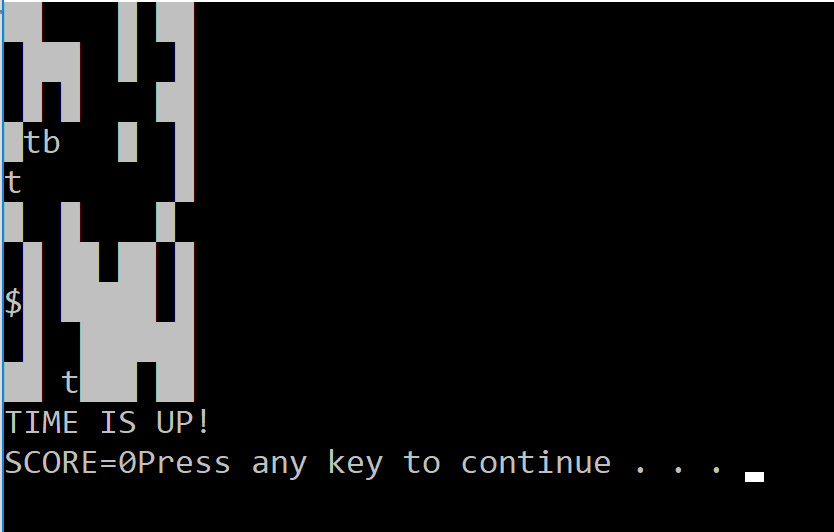 tb
t
$
t
TIME IS UP!
SCORE=0Press any key to continue . . .